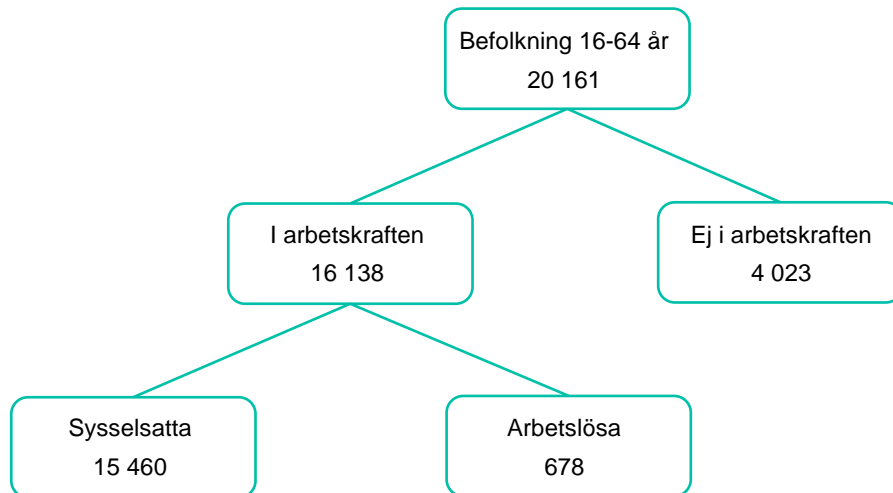 Befolkning 16-64 år
20 161
I arbetskraften
16 138
Ej i arbetskraften
4 023
Sysselsatta
15 460
Arbetslösa
678